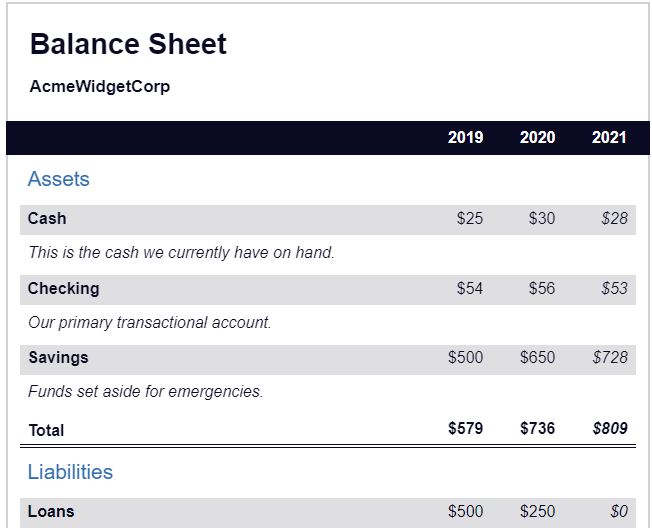 Balance Sheet
AcmeWidgetCorp
2019 2020 2021
Assets
Cash $25 $30 $28
This is the cash we currently have on hand.
Checking $54 $56 $53
Our primary transactional account.
Savings $500 $650 $728
Funds set aside for emergencies.
Total $579 $736 $809
Liabilities
Loans $500 $250 $0